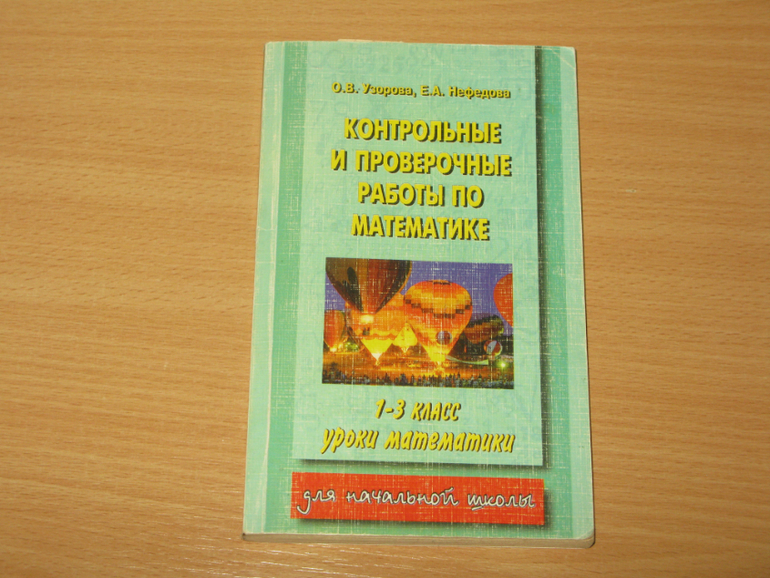 О.В. Узорова, Е.А. Нефедова
КОНТРОЛЬНЫЕ
И ПРОВЕРОЧНЫЕ
РАБОТЫ ПО
МАТЕМАТИКЕ
1-3 класс
уроки математики
для начальной школы